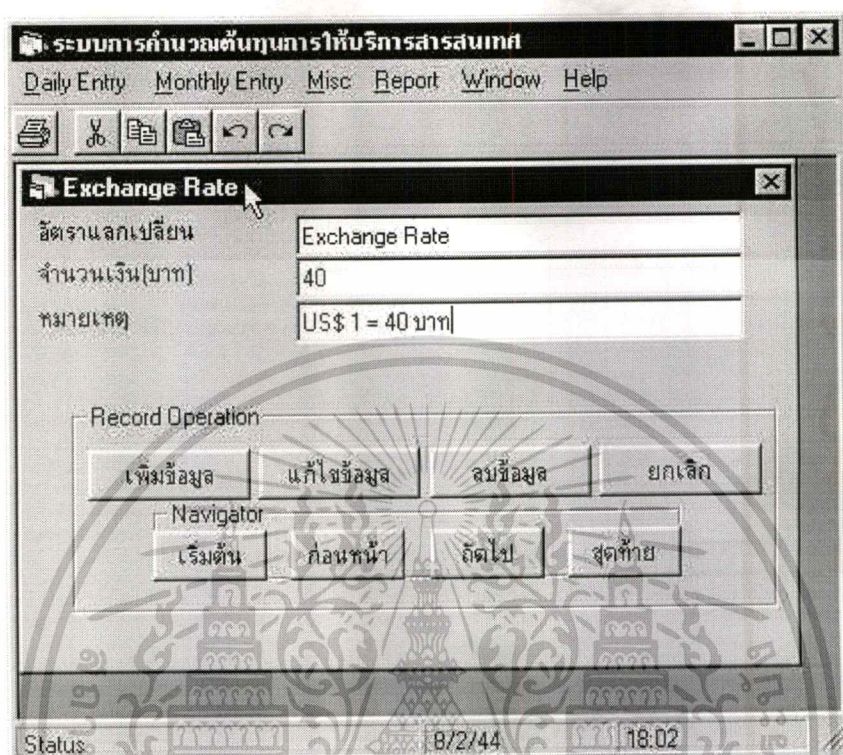 ระบบการคำนวณต้นทุนการให้บริการสารสนเทศ
Daily Entry Monthly Entry Misc Report Window Help
Exchange Rate
อัตราแลกเปลี่ยน Exchange Rate
จำนวนเงิน(บาท) 40
หมายเหตุ US$ 1 = 40 บาท
Record Operation
เพิ่มข้อมูล แก้ไขข้อมูล ลบข้อมูล ยกเลิก
Navigator
เริ่มต้น ก่อนหน้า ถัดไป สุดท้าย
Status 8/2/44 18:02